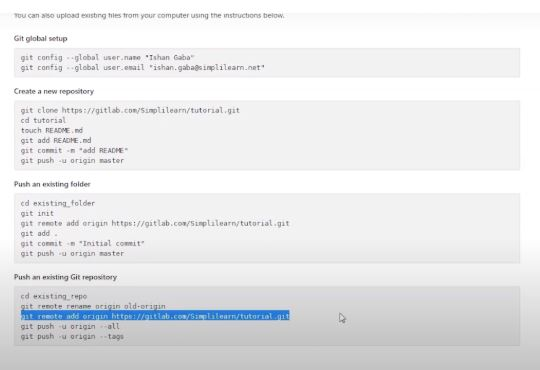 You can also upload existing files from your computer using the instructions below.
Git global setup
git config --global user.name "Ishan Gaba"
git config --global user.email "ishan.gaba@simplilearn.net"
Create a new repository
git clone https://gitlab.com/Simplilearn/tutorial.git
cd tutorial
touch README.md
git add README.md
git commit -m "add README"
git push -u origin master
Push an existing folder
cd existing_folder
git init
git remote add origin https://gitlab.com/Simplilearn/tutorial.git
git add .
git commit -m "Initial commit"
git push -u origin master
Push an existing Git repository
cd existing_repo
git remote rename origin old-origin
git remote add origin https://gitlab.com/Simplilearn/tutorial.git
git push -u origin --all
git push -u origin --tags